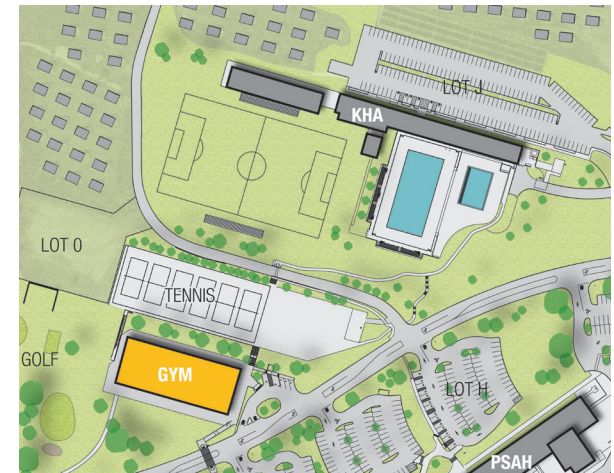 LOT J
KHA
LOT O
TENNIS
GOLF
GYM
LOT H
PSAH